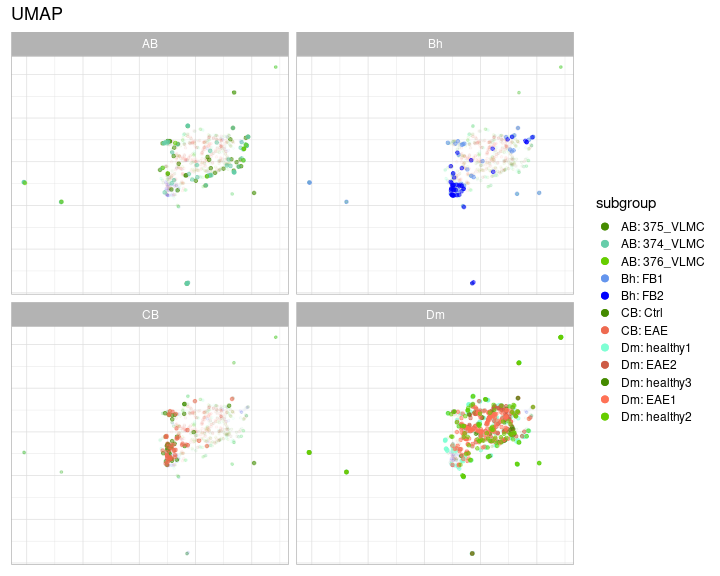 UMAP
AB
Bh
CB
Dm
subgroup
AB: 375_VLMC
AB: 374_VLMC
AB: 376_VLMC
Bh: FB1
Bh: FB2
CB: Ctrl
CB: EAE
Dm: healthy1
Dm: EAE2
Dm: healthy3
Dm: EAE1
Dm: healthy2